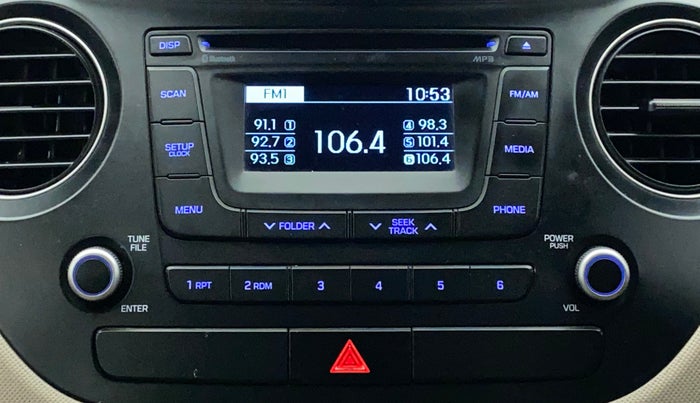 DISP
Bluetooth
MP3
SCAN
FM1 10:53
FM/AM
91.1 1 4 98.3
92.7 2 106.4 5 101.4
93.5 3 6 106.4
SETUP
CLOCK
MEDIA
MENU
FOLDER
SEEK
TRACK
PHONE
TUNE
FILE
POWER
PUSH
1 RPT 2 RDM 3 4 5 6
ENTER
VOL